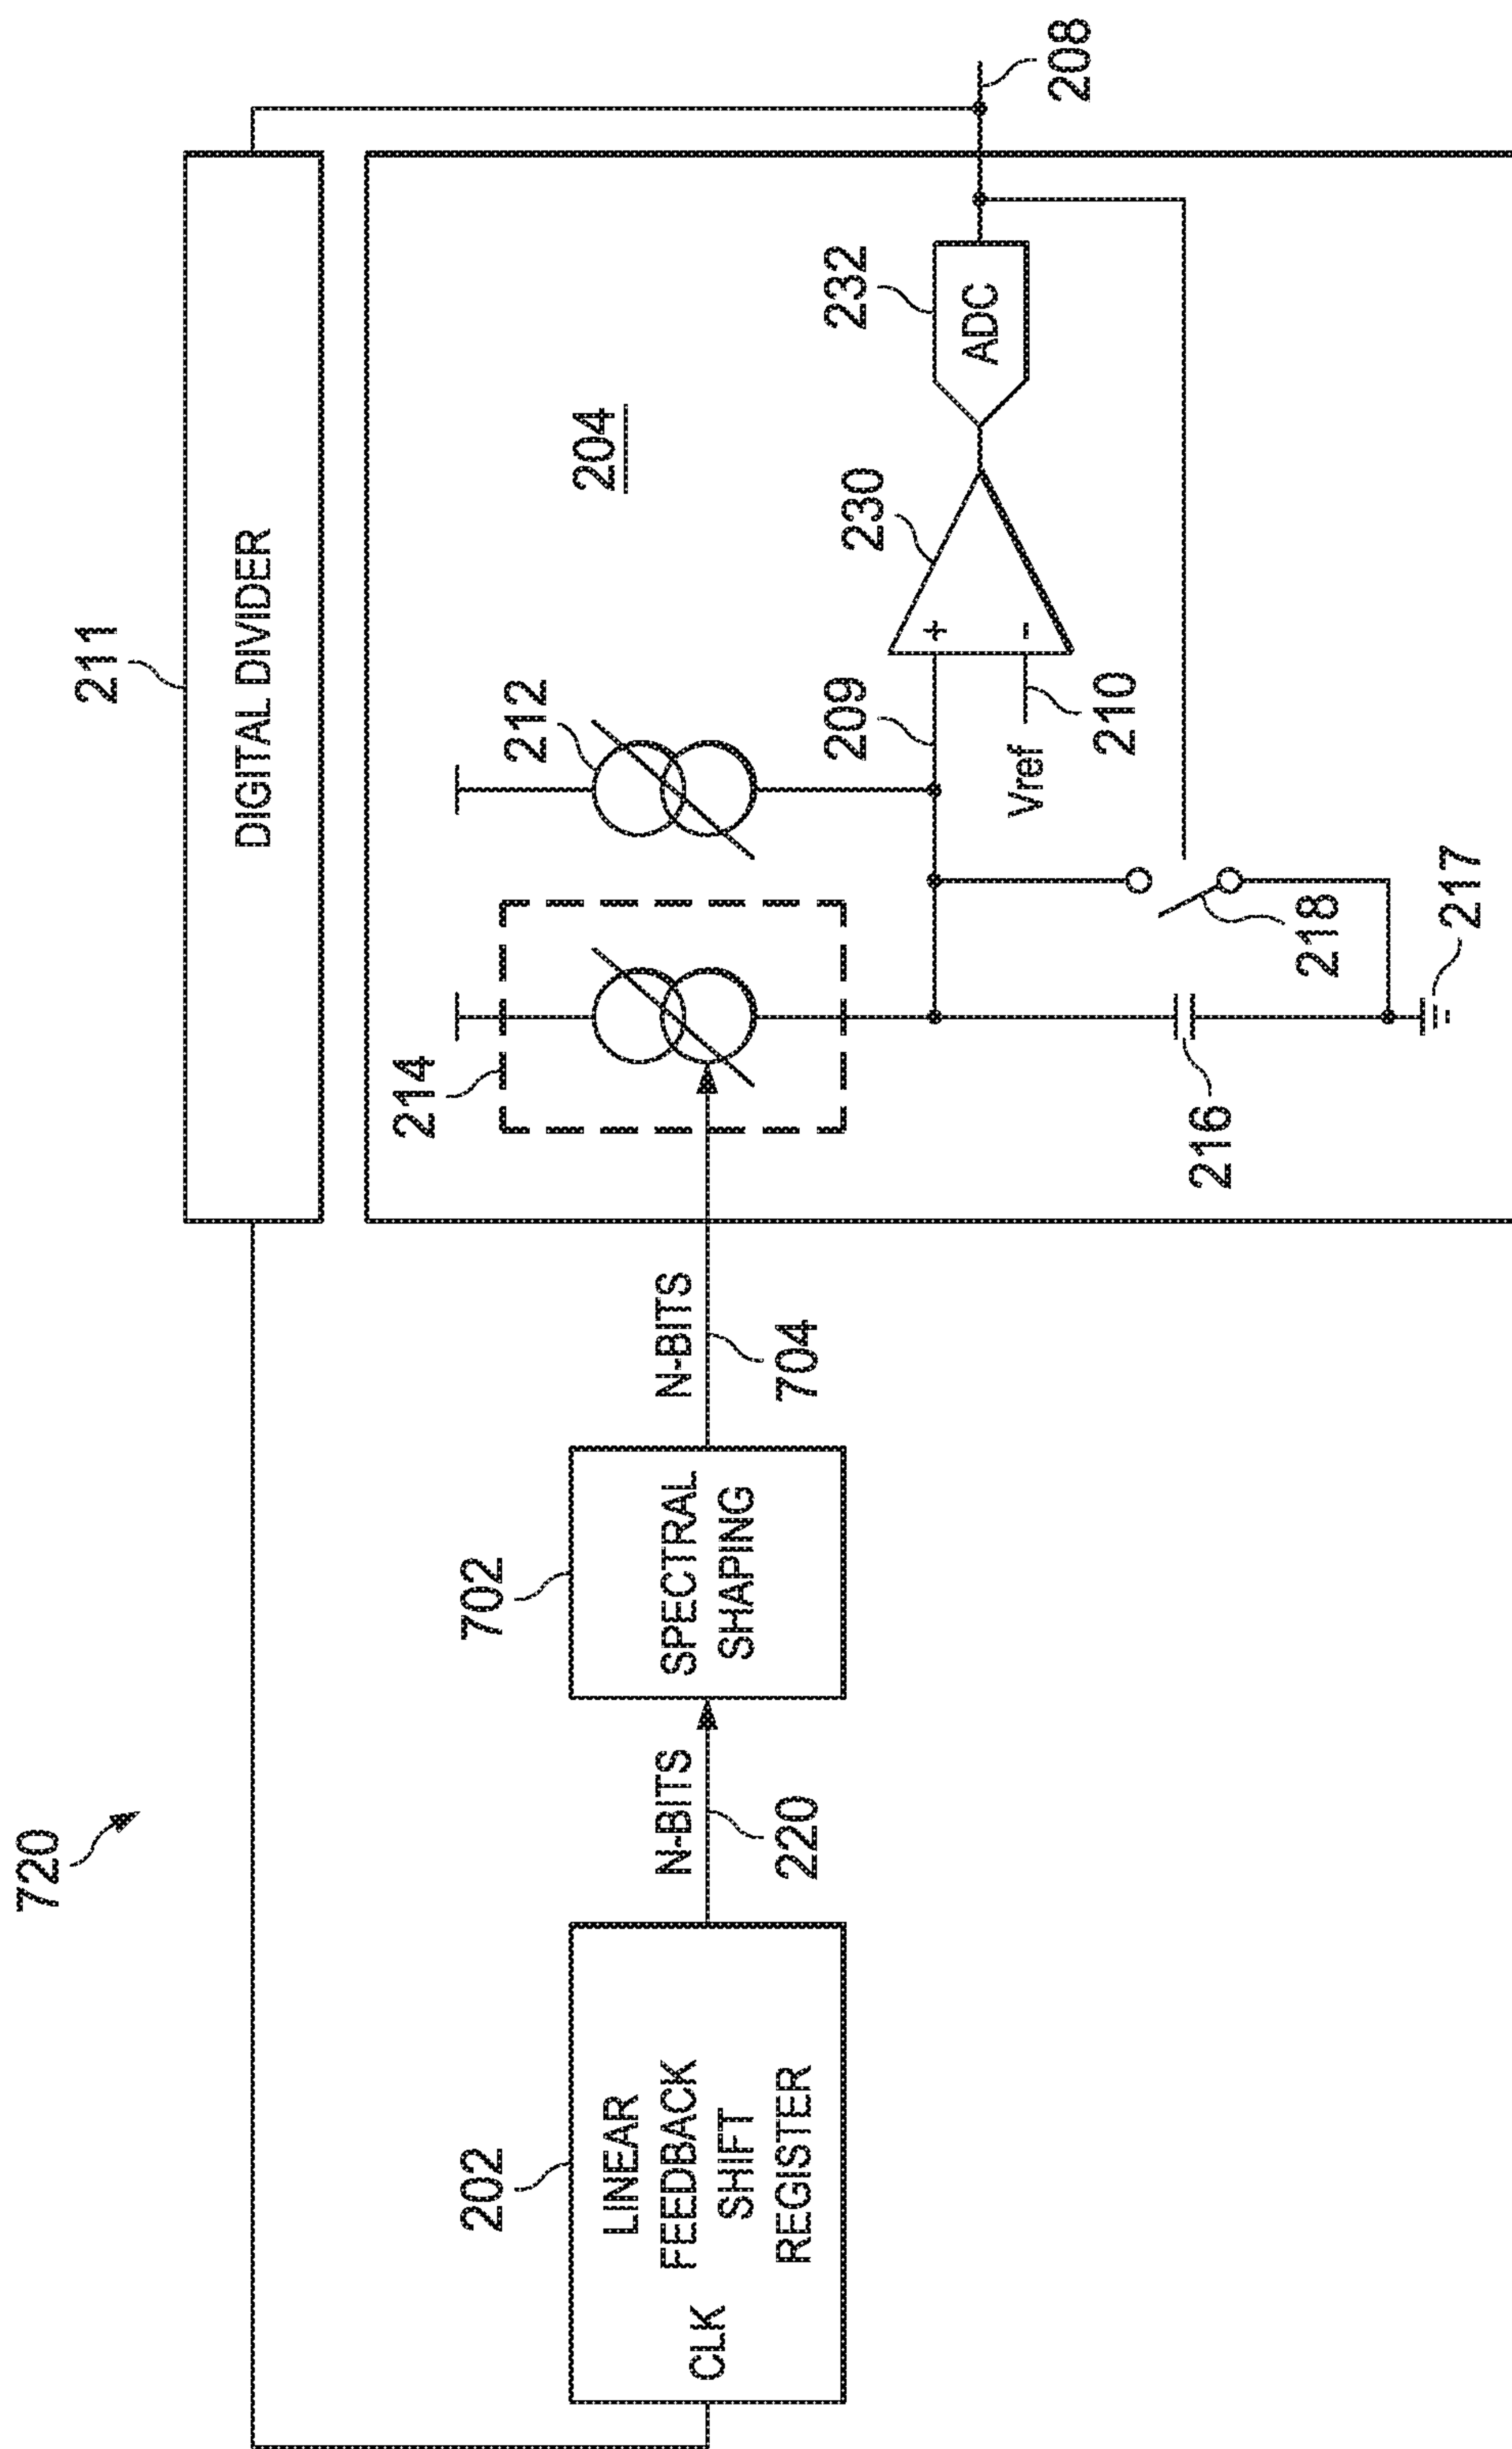 720
211
DIGITAL DIVIDER
208
204
232
ADC
230
+
-
209
212
Vref
210
214
218
217
216
N-BITS
704
702
SPECTRAL
SHAPING
N-BITS
220
202
LINEAR
FEEDBACK
SHIFT
REGISTER
CLK